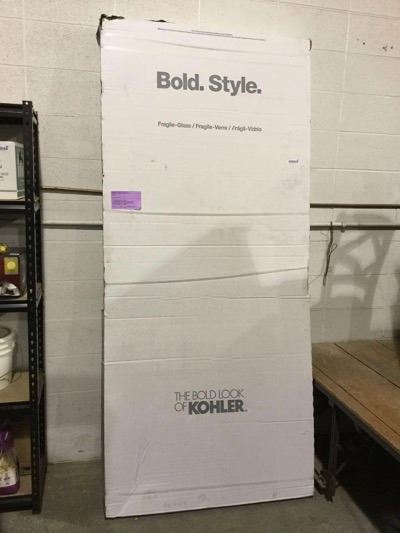 Bold. Style.
Fragile-Glass / Fragile-Verre / Frágil-Vidrio
THE BOLD LOOK
OF KOHLER.